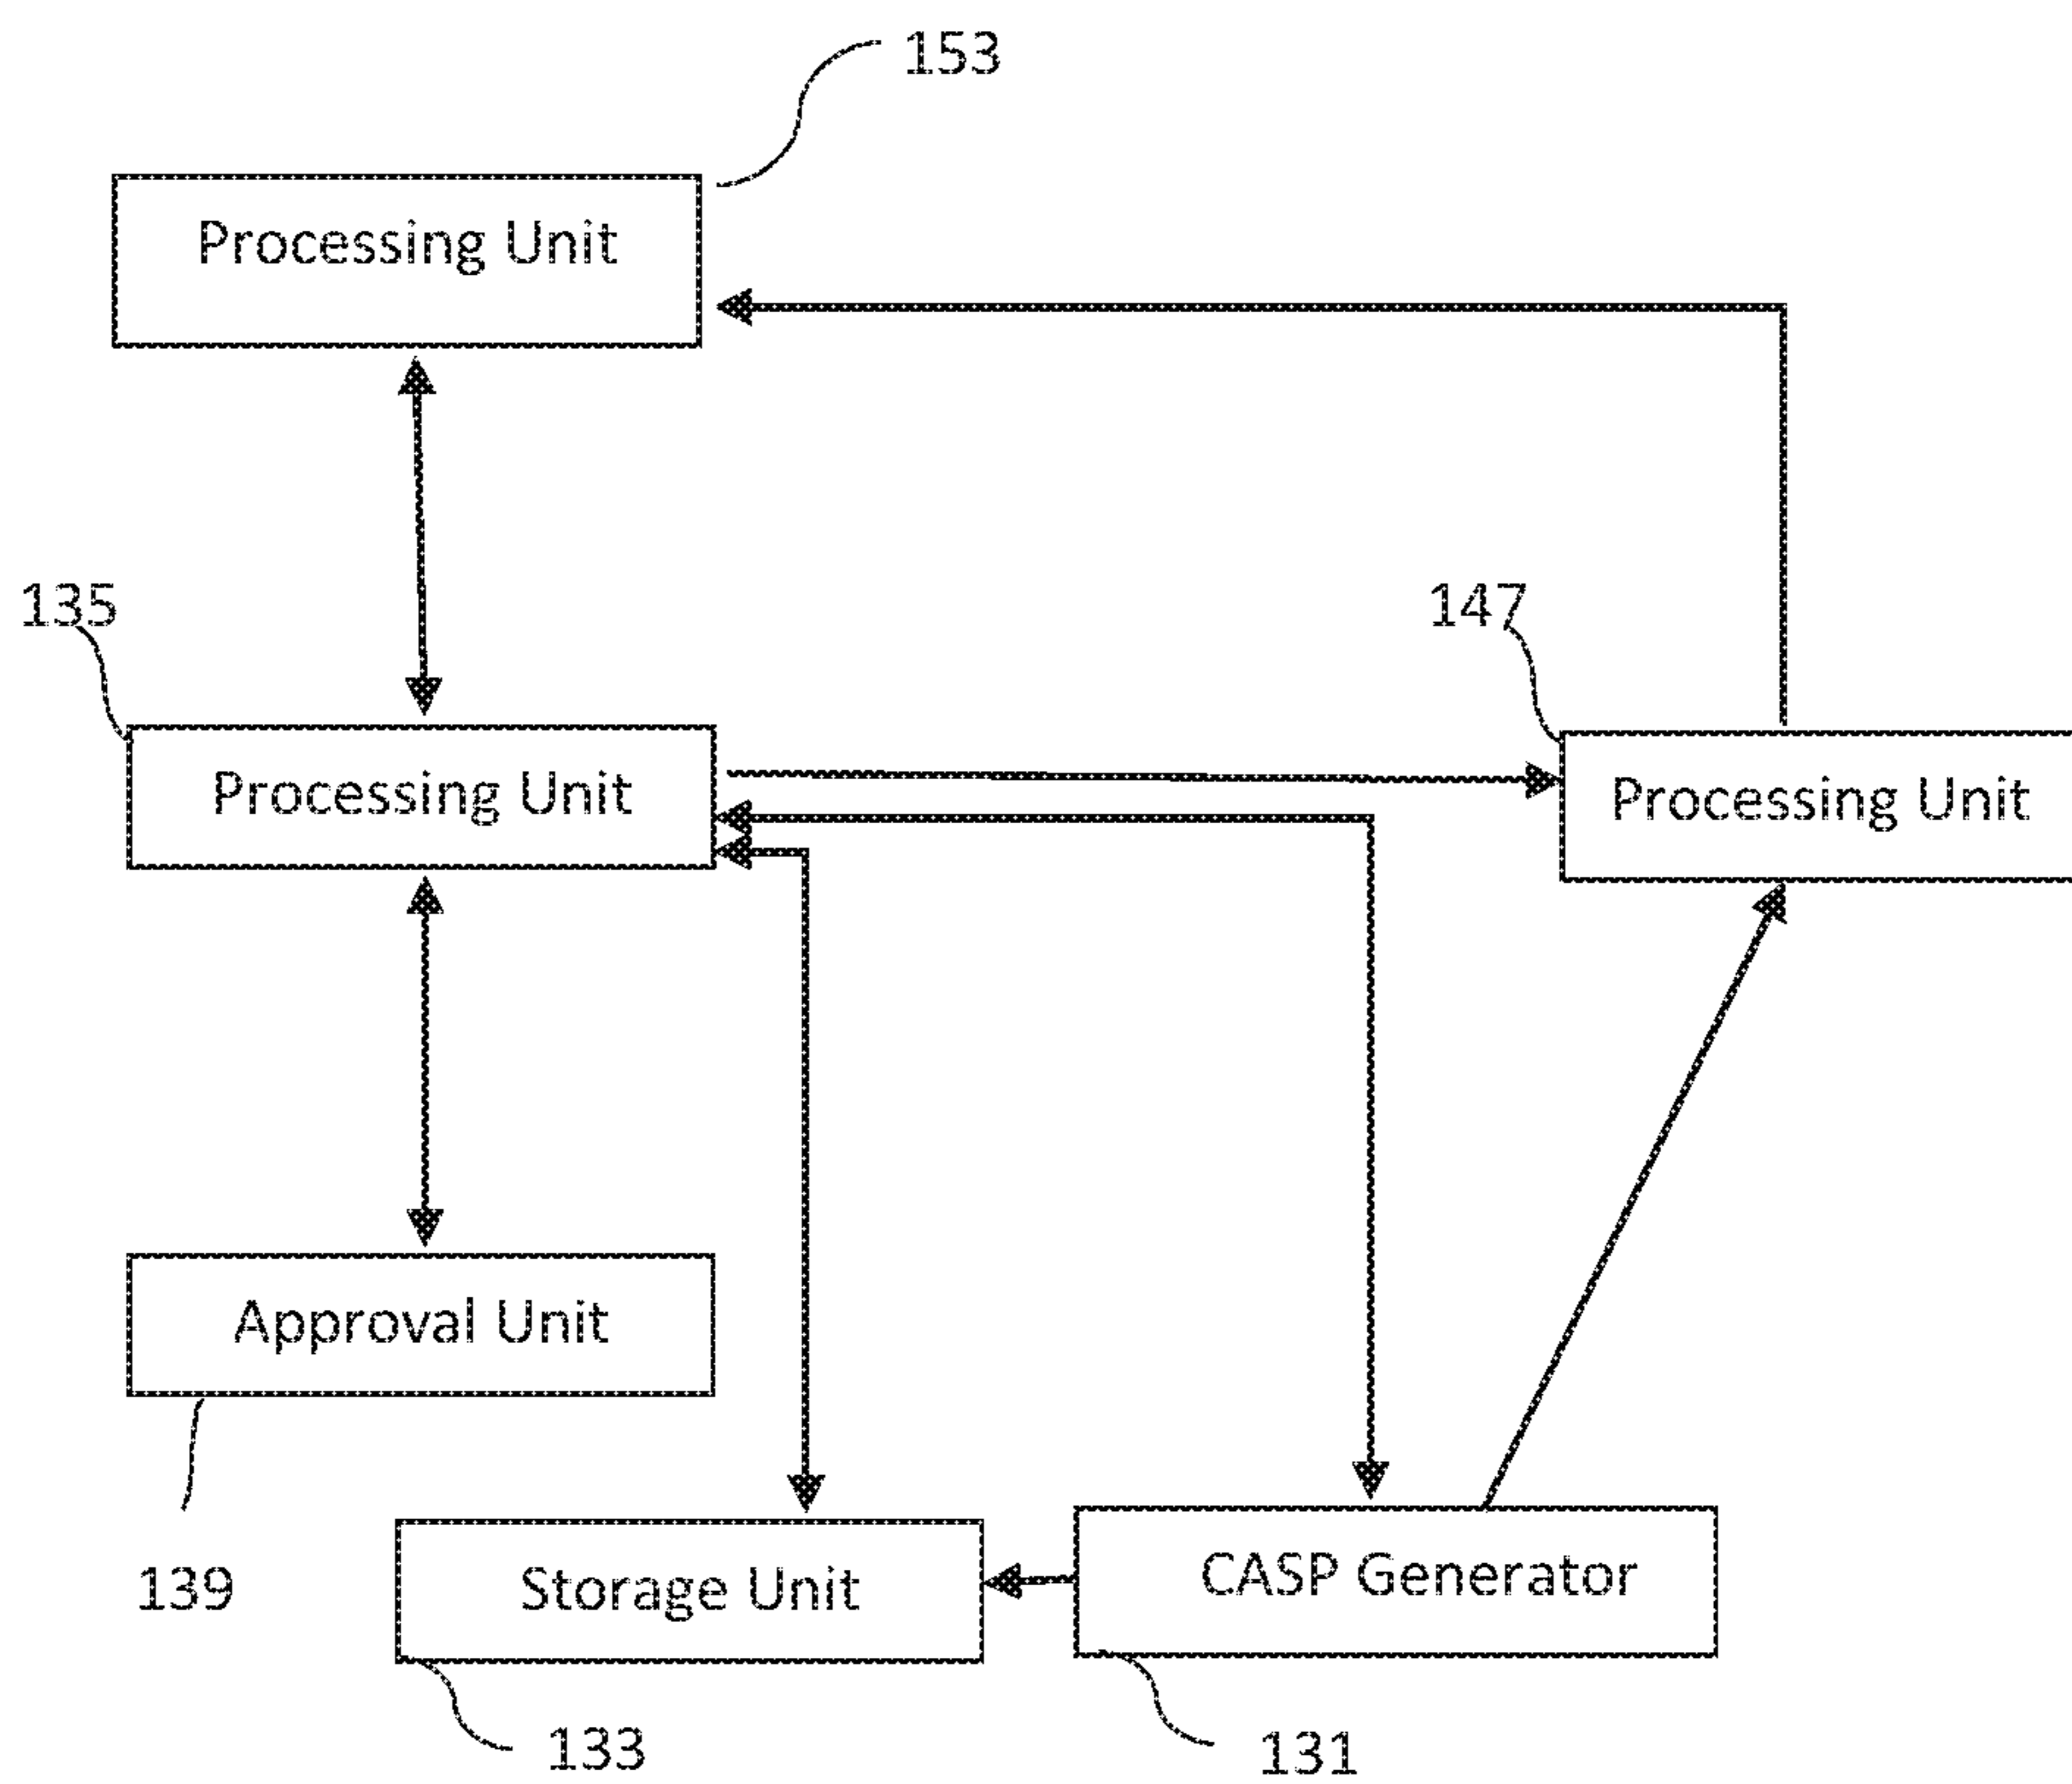 153
Processing Unit
135
147
Processing Unit
Processing Unit
Approval Unit
139
Storage Unit
CASP Generator
133
131